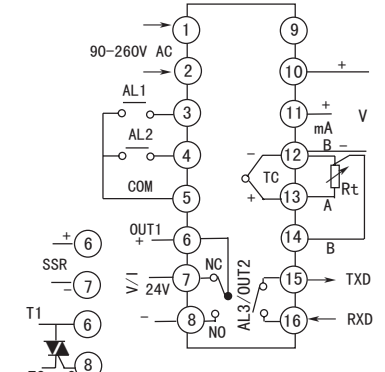 1 9
90-260V AC
2 10 +
AL1
3 11 + V
mA
AL2
4 12 B -
- TC
Rt
COM
5 + 13 A
OUT1
+ 6 14 B
+ 6
SSR
- 7
V/I 24V 7 NC AL3/OUT2 15 TXD
- 8 NO 16 RXD
T1 6
8